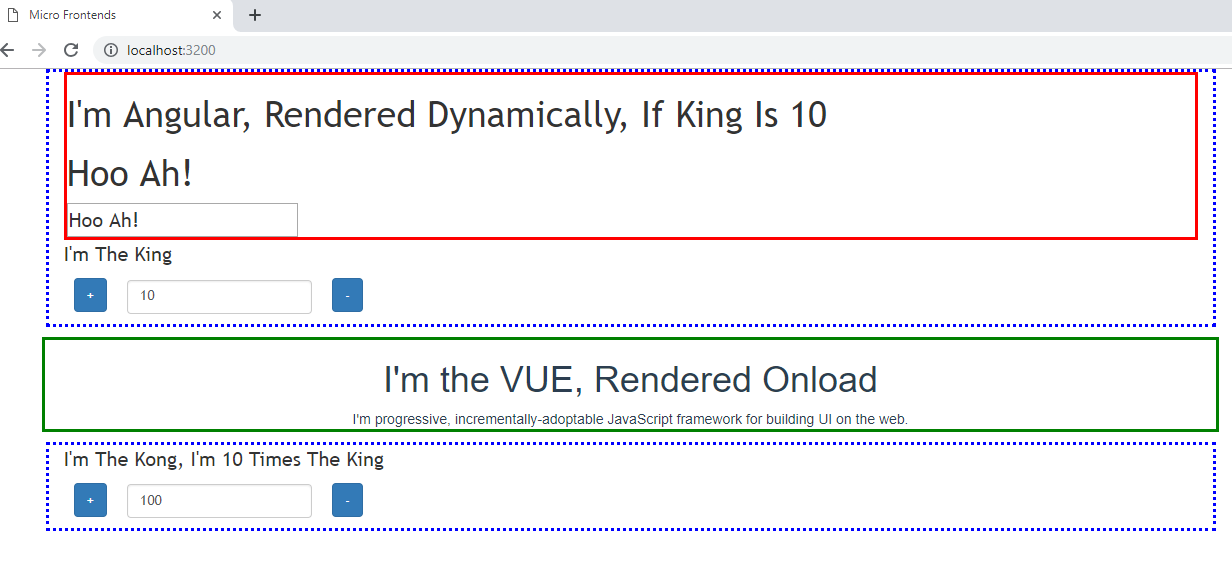 Micro Frontends
localhost:3200
I'm Angular, Rendered Dynamically, If King Is 10
Hoo Ah!
Hoo Ah!
I'm The King
+ 10 -
I'm the VUE, Rendered Onload
I'm progressive, incrementally-adoptable JavaScript framework for building UI on the web.
I'm The Kong, I'm 10 Times The King
+ 100 -